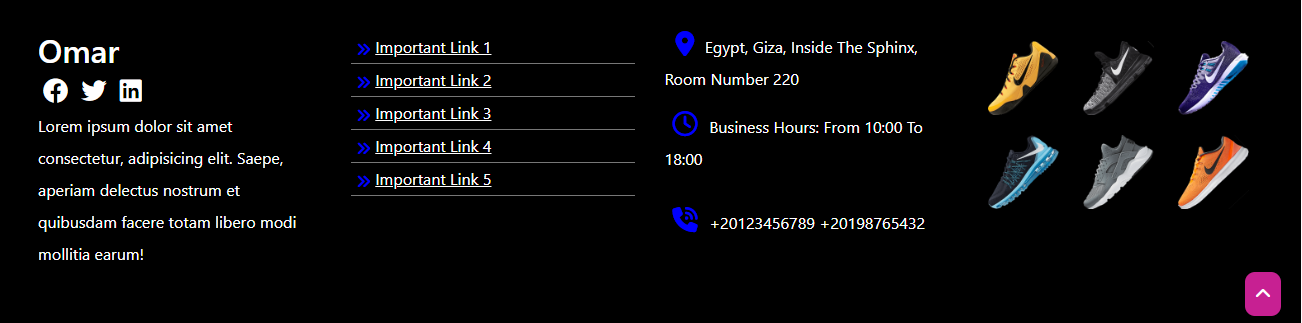 Omar
Lorem ipsum dolor sit amet
consectetur, adipisicing elit. Saepe,
aperiam delectus nostrum et
quibusdam facere totam libero modi
mollitia earum!
Important Link 1
Important Link 2
Important Link 3
Important Link 4
Important Link 5
Egypt, Giza, Inside The Sphinx,
Room Number 220
Business Hours: From 10:00 To
18:00
+20123456789 +20198765432